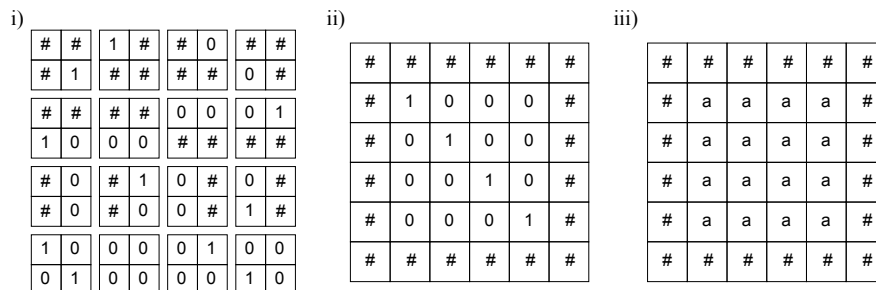 i)
# # 1 # # 0 # #
# 1 # # # # 0 #
# # # # 0 0 0 1
1 0 0 0 # # # #
# 0 # 1 0 # 0 #
# 0 # 0 0 # 1 #
1 0 0 0 0 1 0 0
0 1 0 0 0 0 1 0
ii)
# # # # # #
# 1 0 0 0 #
# 0 1 0 0 #
# 0 0 1 0 #
# 0 0 0 1 #
# # # # # #
iii)
# # # # # #
# a a a a #
# a a a a #
# a a a a #
# a a a a #
# # # # # #